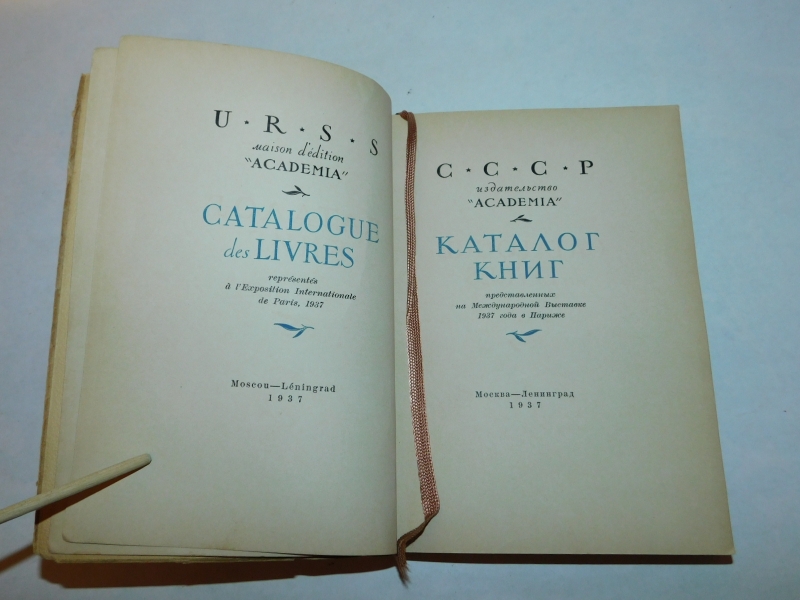 U ★ R ★ S ★ S
maison d'édition
"ACADEMIA"
CATALOGUE
des LIVRES
représentés
à l'Exposition Internationale
de Paris, 1937
Moscou—Léningrad
1937
С ★ С ★ С ★ Р
издательство
"ACADEMIA"
КАТАЛОГ
КНИГ
представленных
на Международной Выставке
1937 года в Париже
Москва—Ленинград
1937